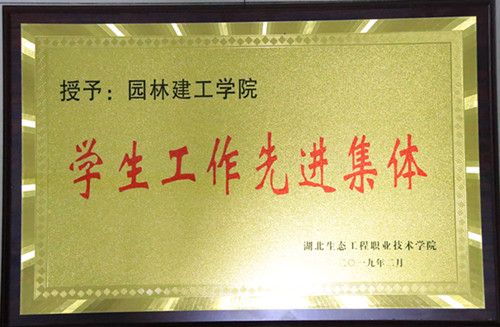 授予：园林建工学院
学生工作先进集体
湖北生态工程职业技术学院
二〇一九年二月